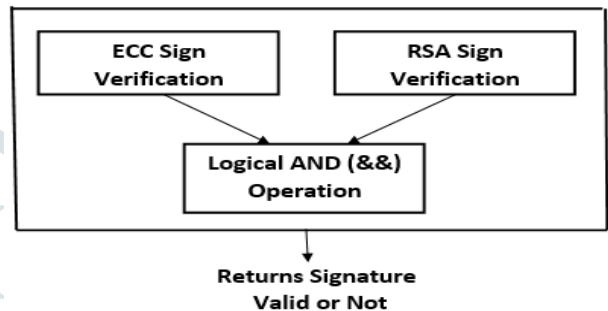 ECC Sign
Verification
RSA Sign
Verification
Logical AND (&&)
Operation
Returns Signature
Valid or Not